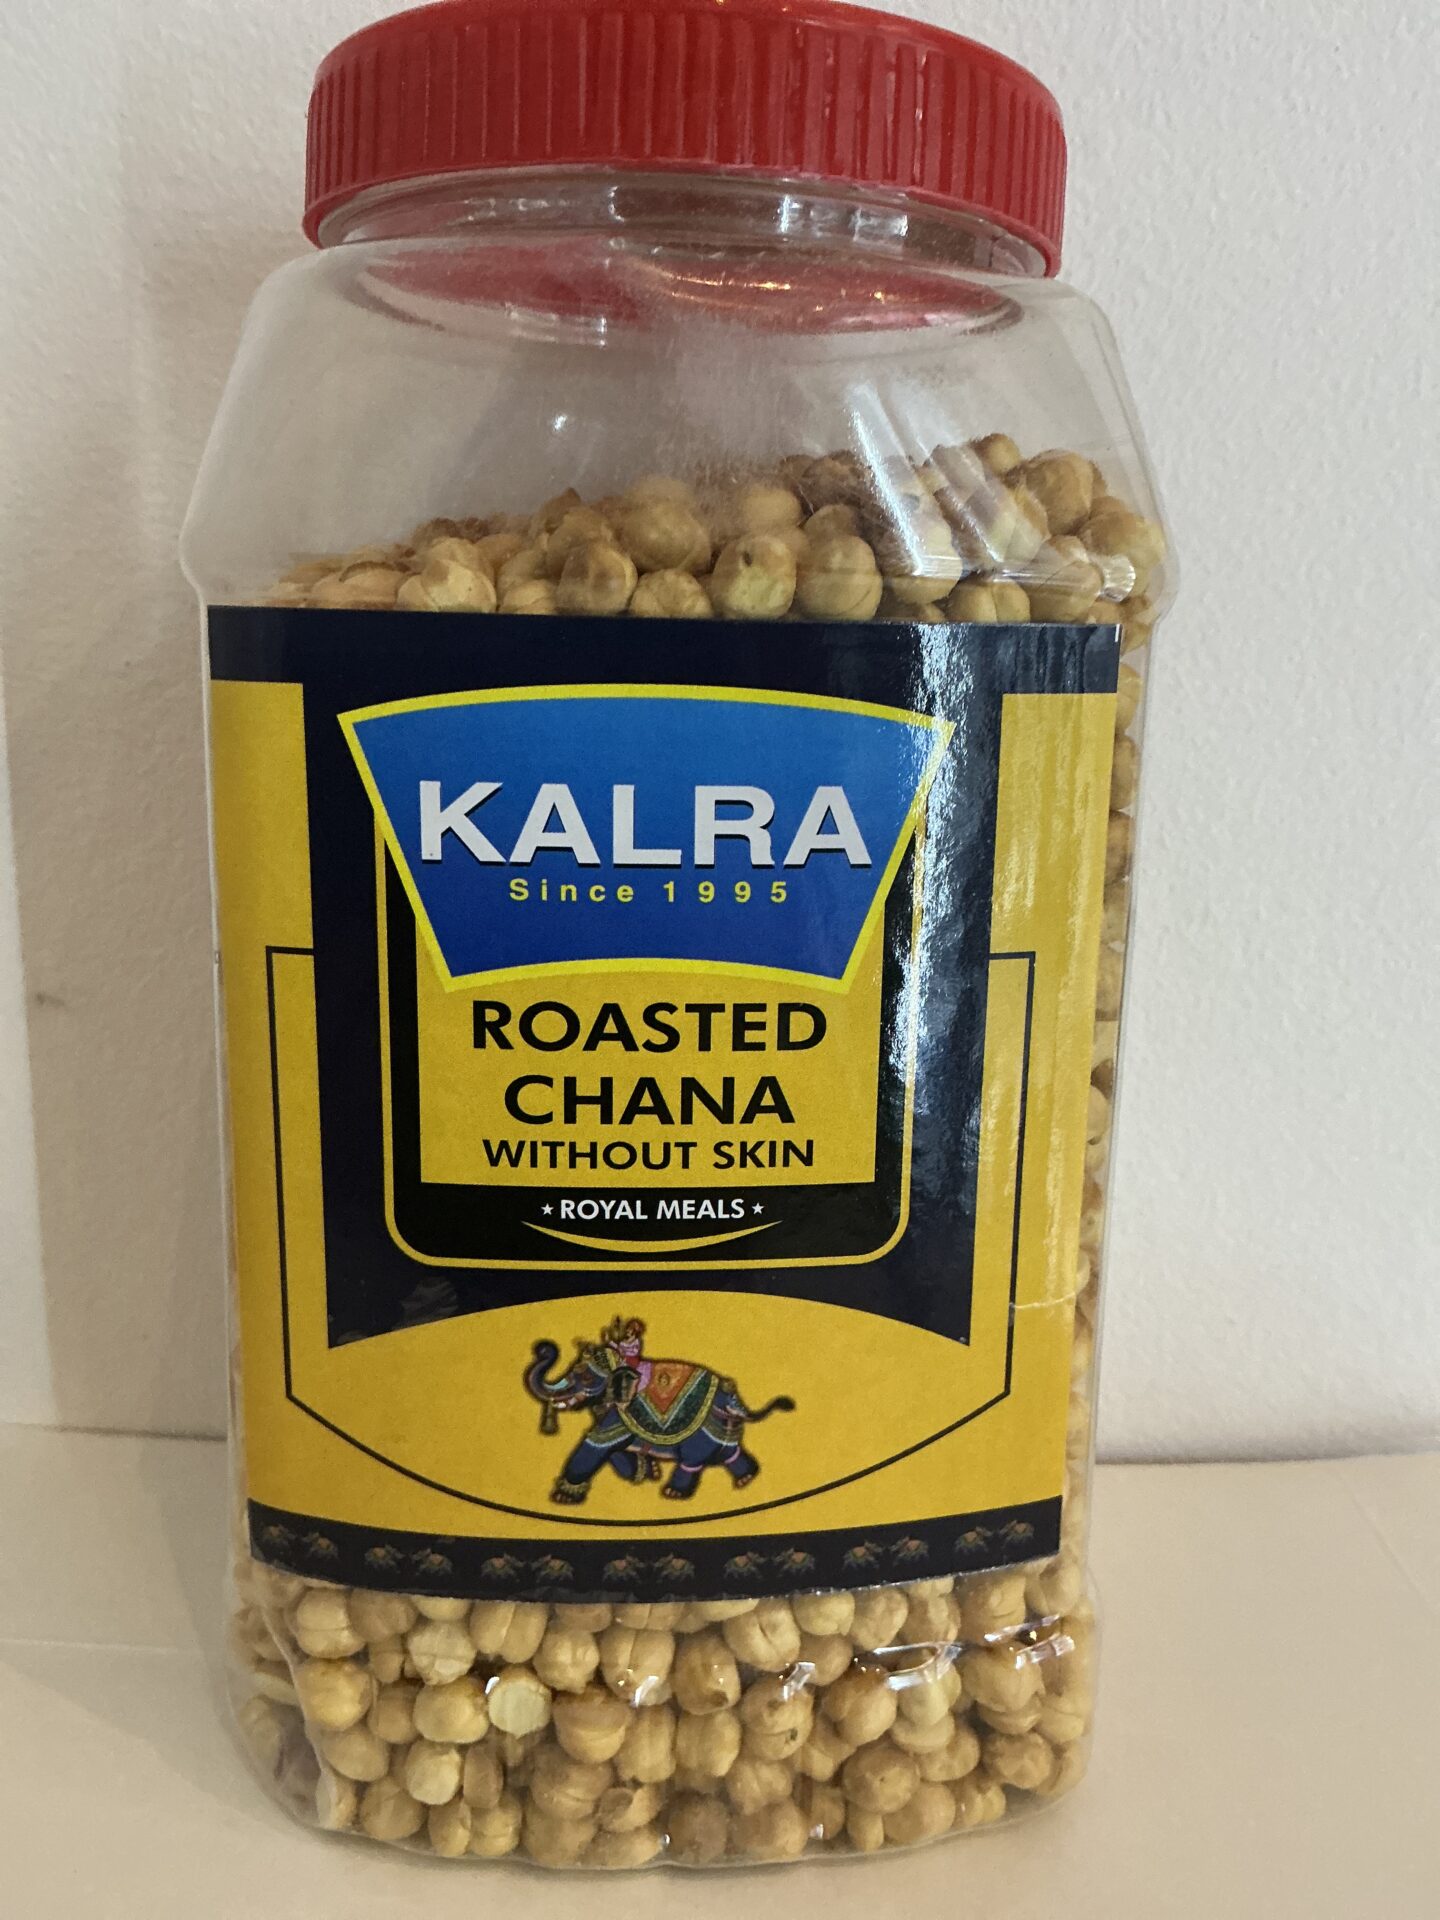 KALRA
Since 1995
ROASTED
CHANA
WITHOUT SKIN
★ ROYAL MEALS ★